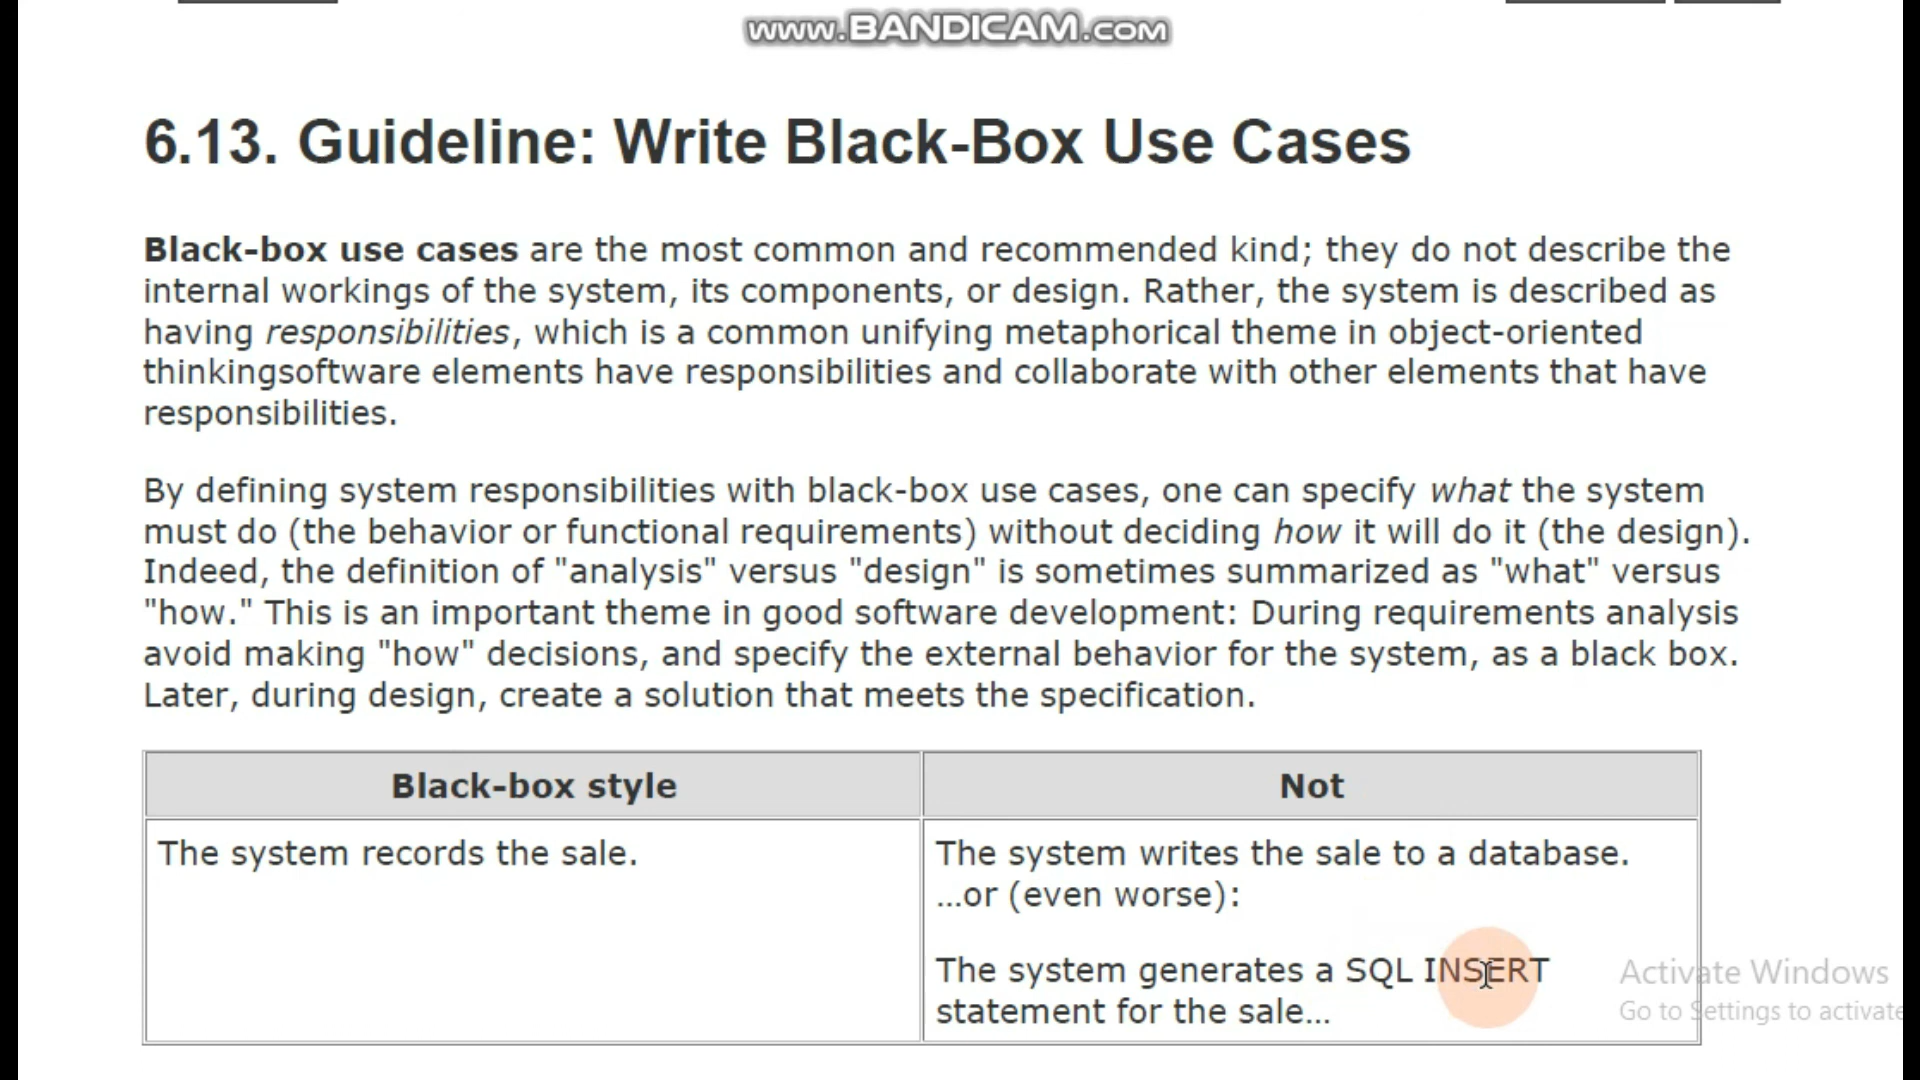 www.BANDICAM.com
6.13. Guideline: Write Black-Box Use Cases
Black-box use cases are the most common and recommended kind; they do not describe the
internal workings of the system, its components, or design. Rather, the system is described as
having responsibilities, which is a common unifying metaphorical theme in object-oriented
thinkingsoftware elements have responsibilities and collaborate with other elements that have
responsibilities.
By defining system responsibilities with black-box use cases, one can specify what the system
must do (the behavior or functional requirements) without deciding how it will do it (the design).
Indeed, the definition of "analysis" versus "design" is sometimes summarized as "what" versus
"how." This is an important theme in good software development: During requirements analysis
avoid making "how" decisions, and specify the external behavior for the system, as a black box.
Later, during design, create a solution that meets the specification.
Black-box style
Not
The system records the sale.
The system writes the sale to a database.
…or (even worse):
The system generates a SQL INSERT
statement for the sale…
Activate Windows
Go to Settings to activate